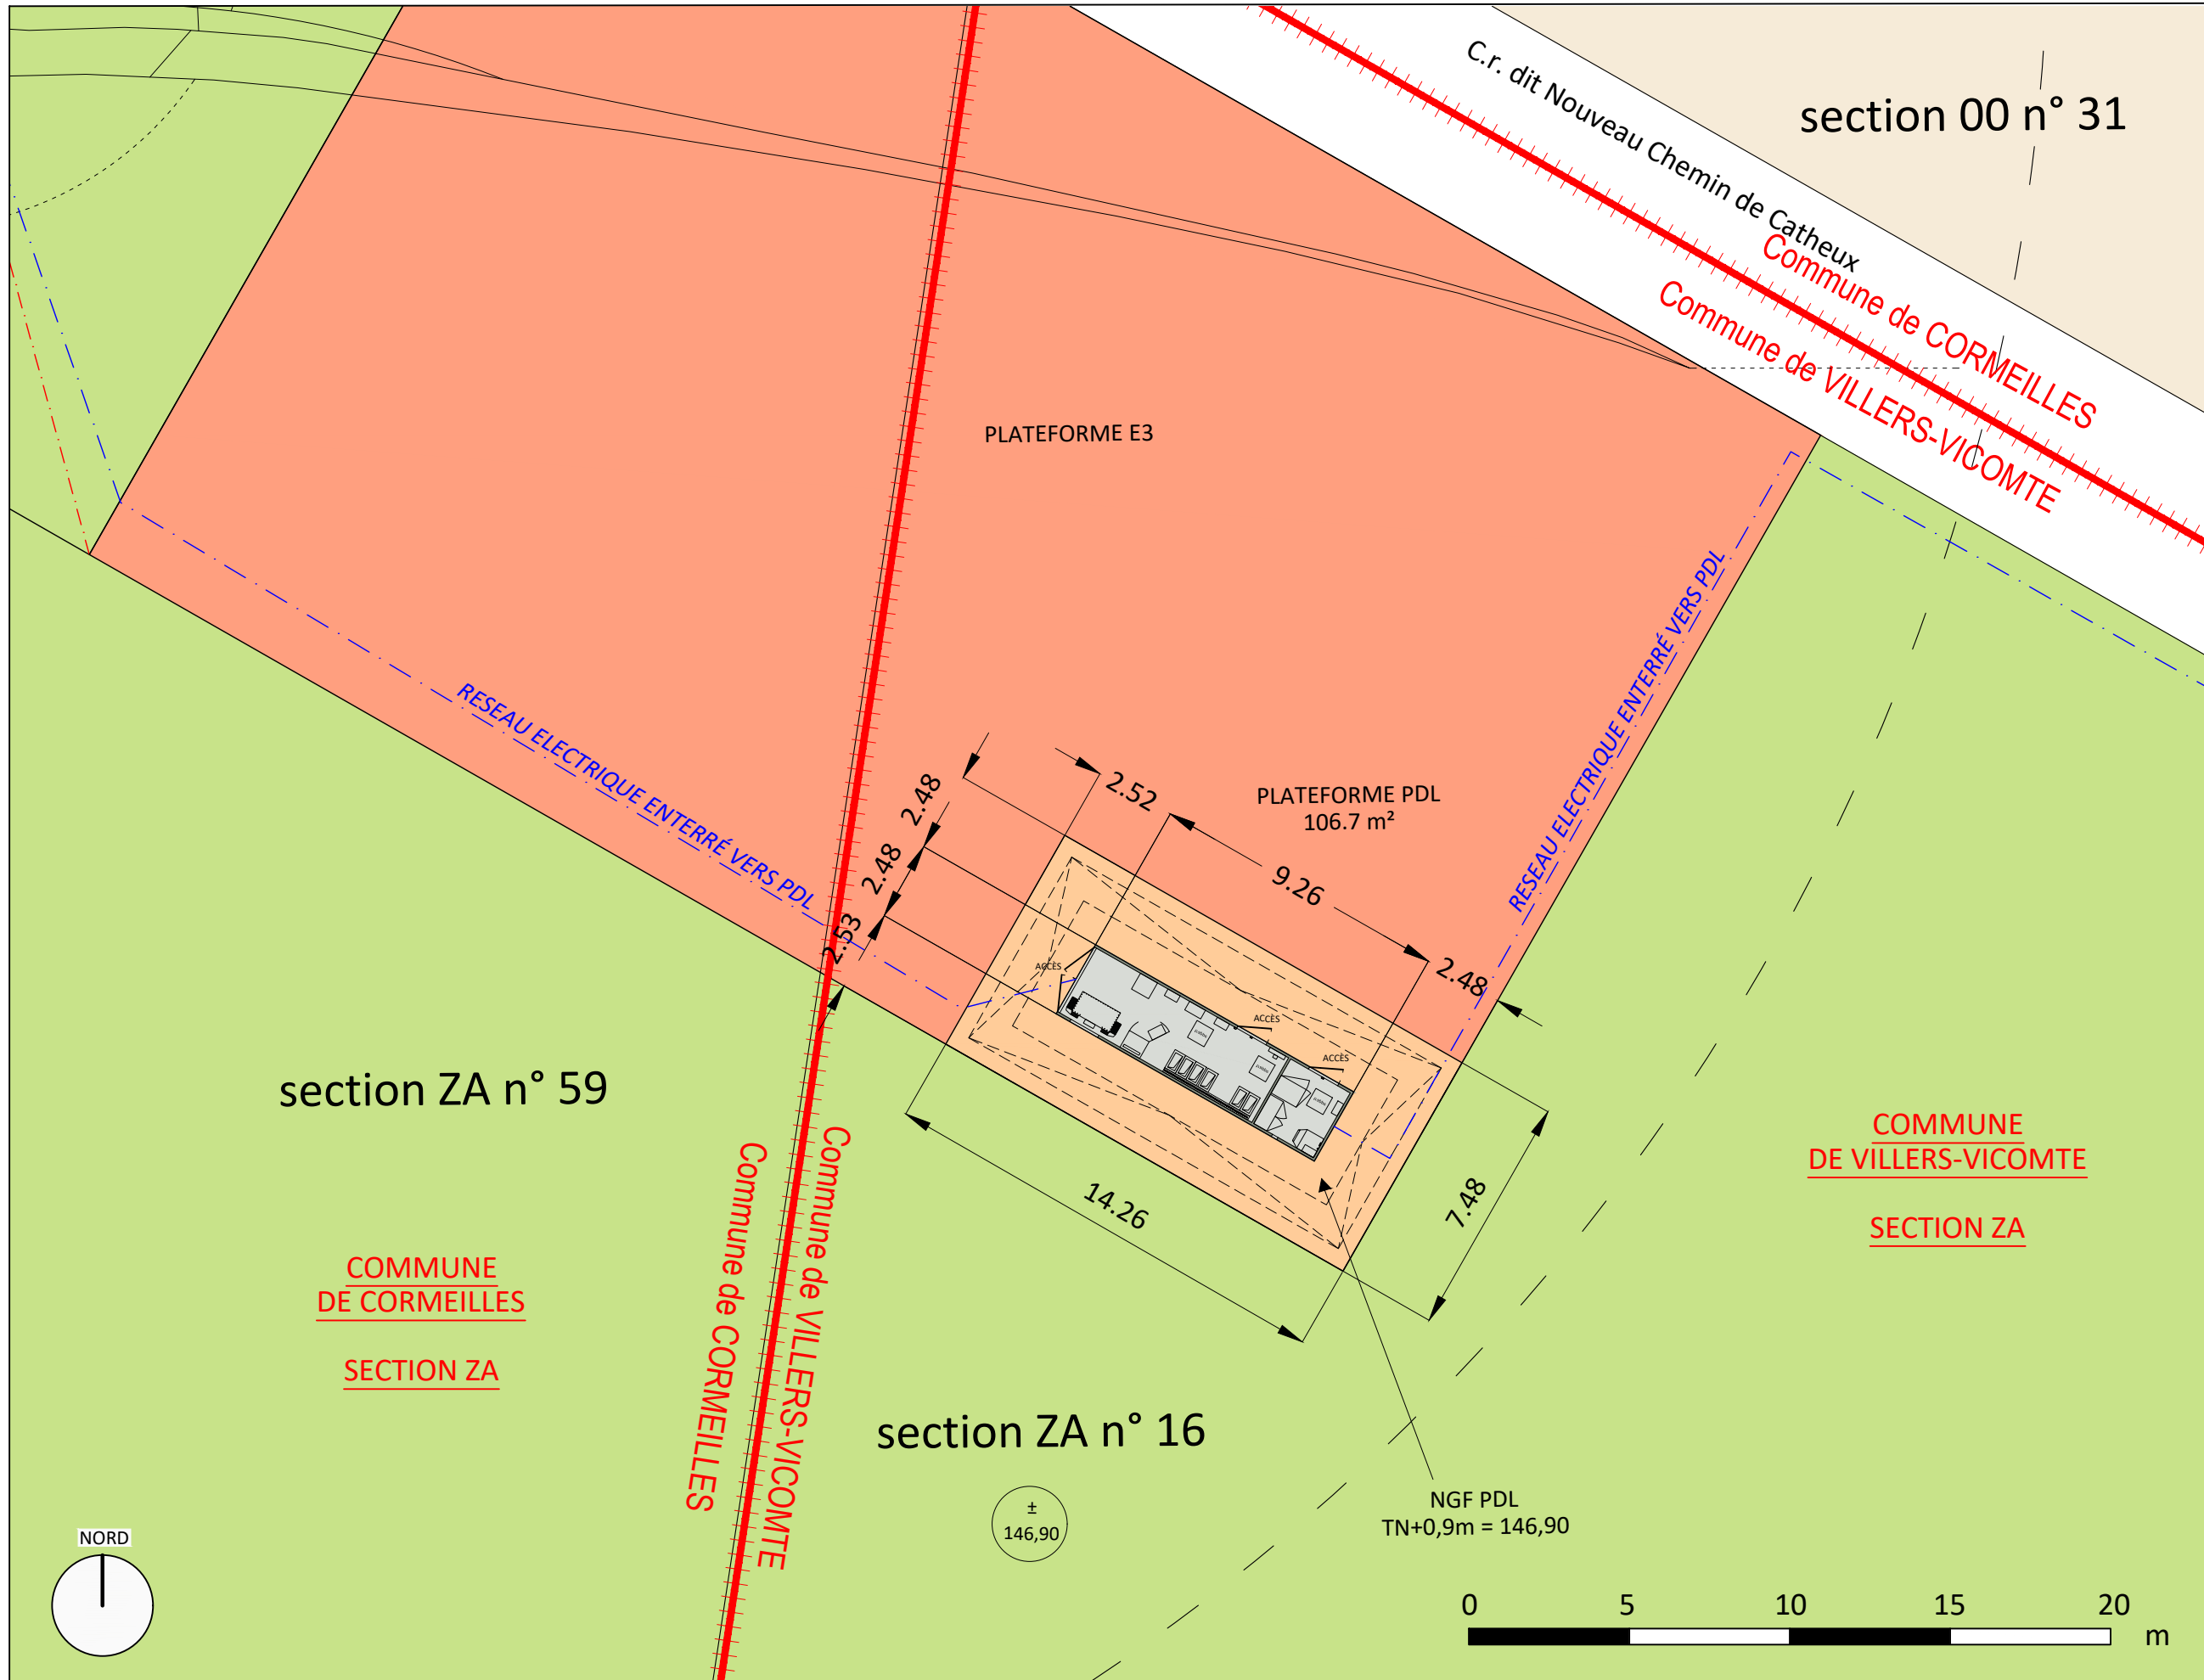 C.r. dit Nouveau Chemin de Catheux
section 00 n° 31
Commune de CORMEILLES
Commune de VILLERS-VICOMTE
PLATEFORME E3
RESEAU ELECTRIQUE ENTERRÉ VERS PDL
RESEAU ELECTRIQUE ENTERRÉ VERS PDL
2.48
2.48
2.53
2.52
PLATEFORME PDL
106.7 m²
9.26
2.48
ACCÈS
ACCÈS
ACCÈS
14.26
7.48
section ZA n° 59
COMMUNE
DE CORMEILLES
SECTION ZA
Commune de CORMEILLES
Commune de VILLERS-VICOMTE
COMMUNE
DE VILLERS-VICOMTE
SECTION ZA
section ZA n° 16
±
146,90
NGF PDL
TN+0,9m = 146,90
NORD
0 5 10 15 20
m